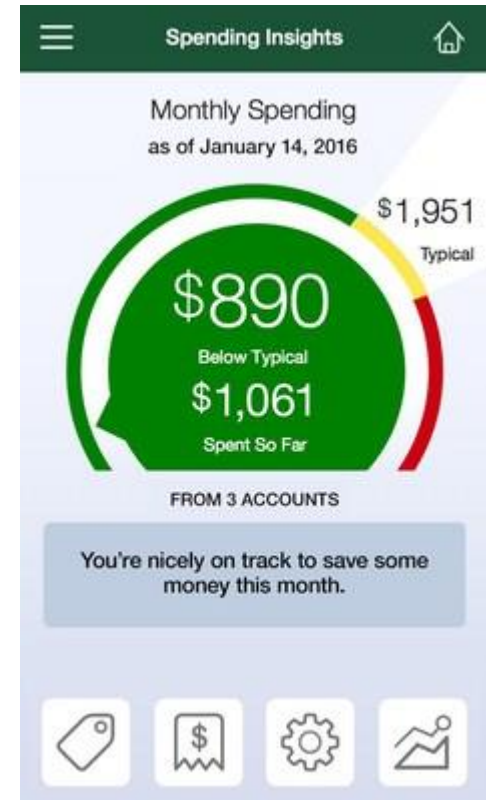 Spending Insights
Monthly Spending
as of January 14, 2016
$1,951
Typical
$890
Below Typical
$1,061
Spent So Far
FROM 3 ACCOUNTS
You're nicely on track to save some
money this month.
$